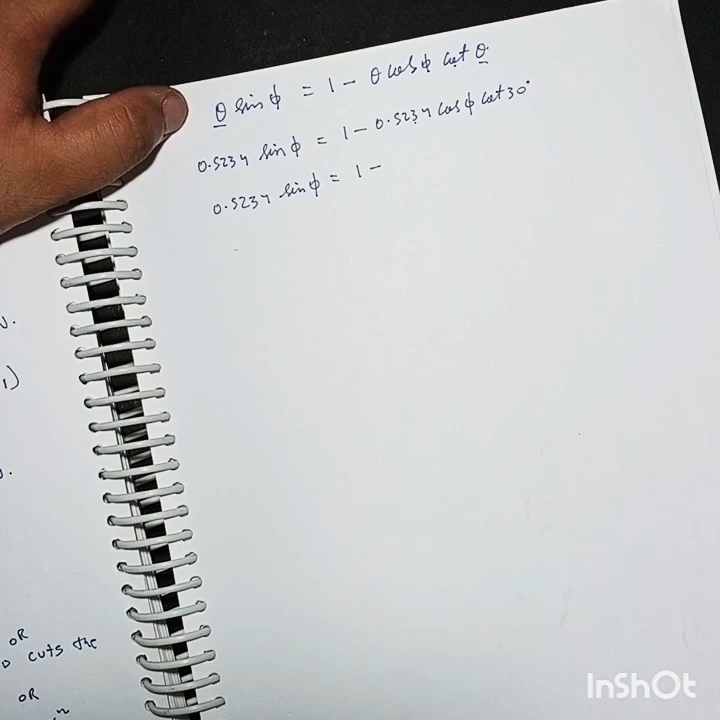 θ sin ϕ = 1 - θ cos ϕ cot θ
0.5234 sin ϕ = 1 - 0.5234 cos ϕ cot 30°
0.5234 sin ϕ = 1 -
1)
OR
cuts the
OR
InShOt